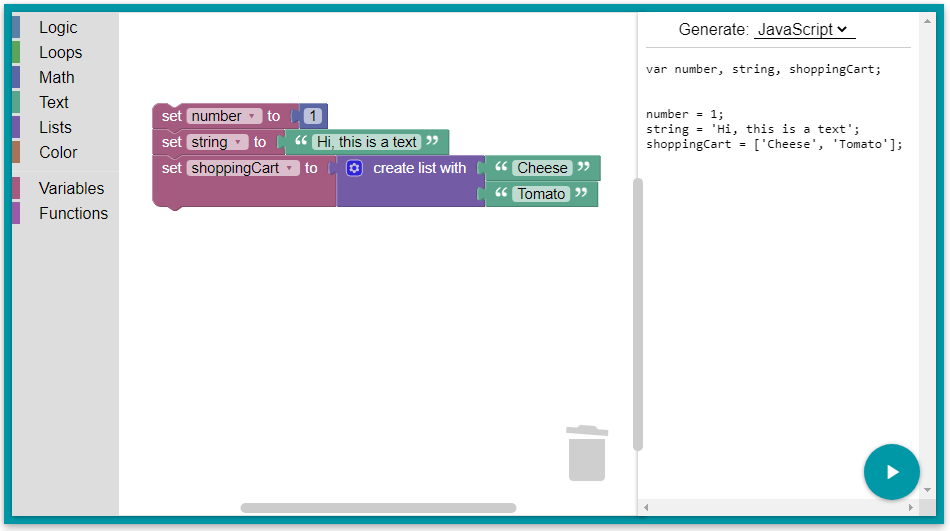 Logic
Loops
Math
Text
Lists
Color
Variables
Functions
set number to 1
set string to “ Hi, this is a text ”
set shoppingCart to create list with “ Cheese ”
“ Tomato ”
Generate: JavaScript
var number, string, shoppingCart;
number = 1;
string = 'Hi, this is a text';
shoppingCart = ['Cheese', 'Tomato'];